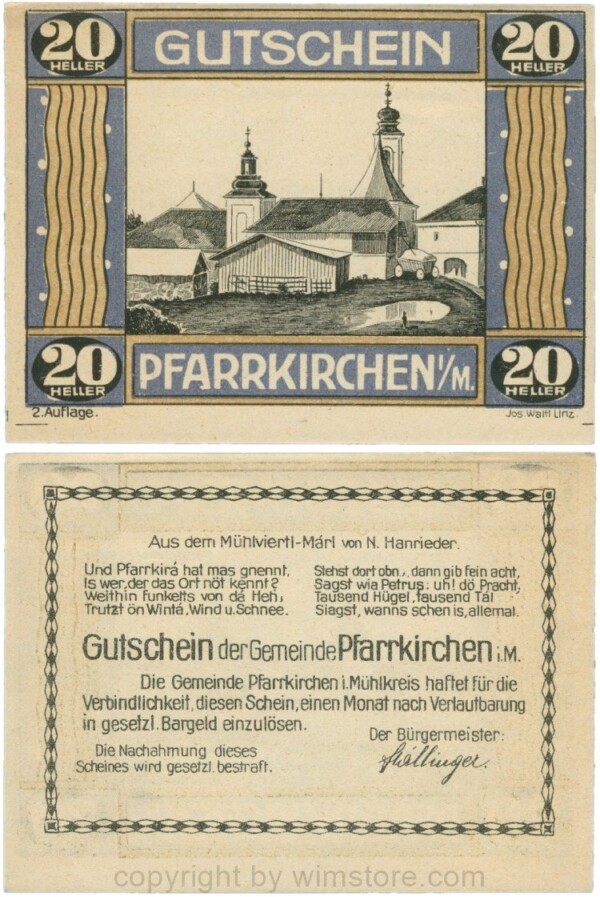 20 HELLER GUTSCHEIN 20 HELLER
20 HELLER PFARRKIRCHEN I/M. 20 HELLER
2. Auflage. Jos. Waitl Linz.
Aus dem Mühlviertl-Márl von N. Hanrieder.
Und Pfarrkirá hat mas gnennt,
Is wer, der das Ort nöt kennt?
Weithin funkelts von dá Heh,
Trutzt ön Wintá, Wind u. Schnee.
Stehst dort obn, dann gib fein acht,
Sagst wia Petrus: uh! dö Pracht,
Tausend Hügel, tausend Tál
Siagst, wanns schen is, allemal.
Gutschein der Gemeinde Pfarrkirchen i. M.
Die Gemeinde Pfarrkirchen i. Mühlkreis haftet für die
Verbindlichkeit, diesen Schein, einen Monat nach Verlautbarung
in gesetzl. Bargeld einzulösen.
Der Bürgermeister:
Die Nachahmung dieses
Scheines wird gesetzl. bestraft.
copyright by wimstore.com